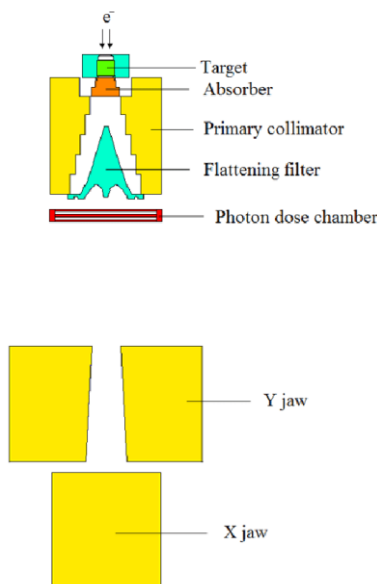 e⁻
Target
Absorber
Primary collimator
Flattening filter
Photon dose chamber
Y jaw
X jaw